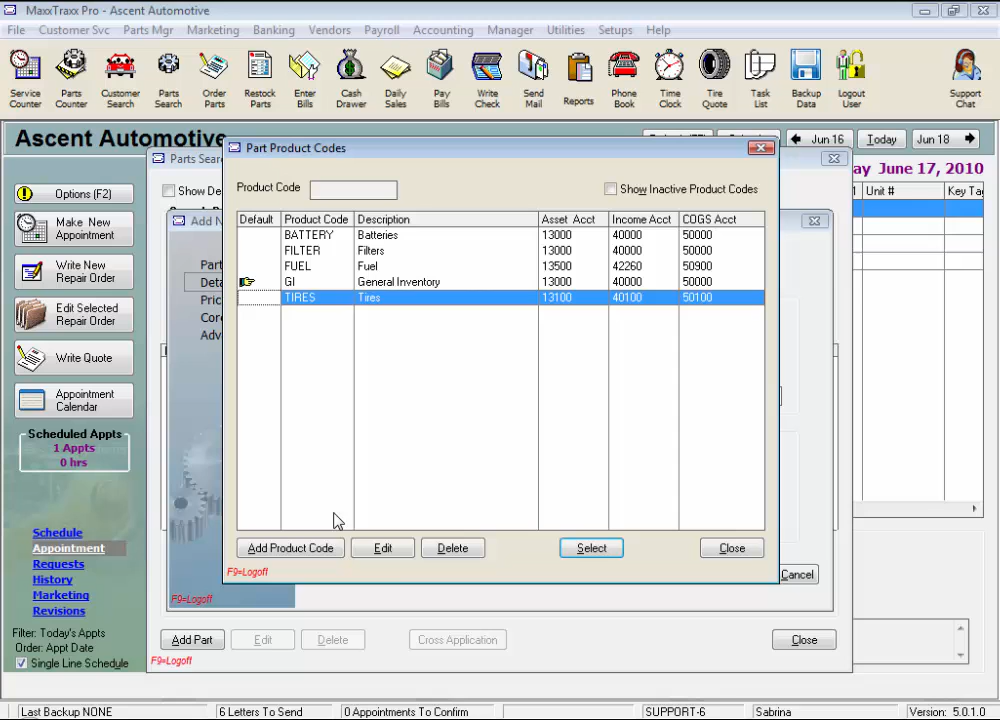 MaxxTraxx Pro - Ascent Automotive
File Customer Svc Parts Mgr Marketing Banking Vendors Payroll Accounting Manager Utilities Setups Help
Service Counter
Parts Counter
Customer Search
Parts Search
Order Parts
Restock Parts
Enter Bills
Cash Drawer
Daily Sales
Pay Bills
Write Check
Send Mail
Reports
Phone Book
Time Clock
Tire Quote
Task List
Backup Data
Logout User
Support Chat
Ascent Automotive
Jun 16 Today Jun 18
ay June 17, 2010
Unit # Key Ta
Options (F2)
Make New Appointment
Write New Repair Order
Edit Selected Repair Order
Write Quote
Appointment Calendar
Scheduled Appts
1 Appts
0 hrs
Schedule
Appointment
Requests
History
Marketing
Revisions
Filter: Today's Appts
Order: Appt Date
Single Line Schedule
Parts Sear
Show De
Add N
Part
Deta
Pric
Cor
Adv
Part Product Codes
Product Code Show Inactive Product Codes
Default Product Code Description Asset Acct Income Acct COGS Acct
BATTERY Batteries 13000 40000 50000
FILTER Filters 13000 40000 50000
FUEL Fuel 13500 42260 50900
GI General Inventory 13000 40000 50000
TIRES Tires 13100 40100 50100
Add Product Code Edit Delete Select Close
F9=Logoff
Cancel
F9=Logoff
Add Part Edit Delete Cross Application Close
F9=Logoff
Last Backup NONE 6 Letters To Send 0 Appointments To Confirm SUPPORT-6 Sabrina Version: 5.0.1.0